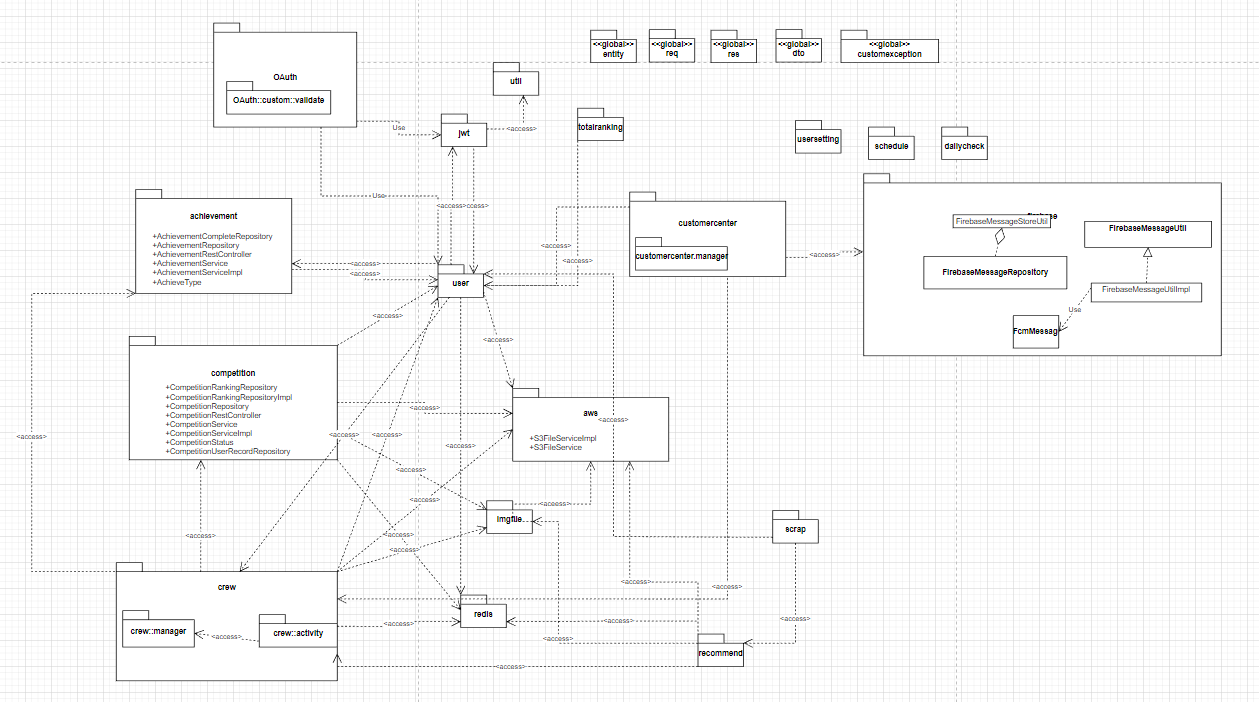 <<global>>
entity
<<global>>
req
<<global>>
res
<<global>>
dto
<<global>>
customexception
OAuth
OAuth::custom::validate
util
Use
jwt
<access>
totalranking
usersetting
schedule
dailycheck
Use
<access>
ccess>
achievement
+AchievementCompleteRepository
+AchievementRepository
+AchievementRestController
+AchievementService
+AchievementServiceImpl
+AchieveType
<access>
<access>
user
customercenter
customercenter.manager
<access>
<access>
<access>
FirebaseMessageStoreUtil
FirebaseMessageUtil
FirebaseMessageRepository
FirebaseMessageUtilImpl
Use
FcmMessag
<access>
<access>
competition
+CompetitionRankingRepository
+CompetitionRankingRepositoryImpl
+CompetitionRepository
+CompetitionRestController
+CompetitionService
+CompetitionServiceImpl
+CompetitionStatus
+CompetitionUserRecordRepository
<access>
<access>
<access>
<access>
<access>
aws
<access>
+S3FileServiceImpl
+S3FileService
<access>
<access>
<access>
imgfile
<access>
<access>
<access>
<access>
scrap
crew
crew::manager
<access>
crew::activity
<access>
redis
<access>
<access>
<access>
<access>
<access>
recommend
<access>